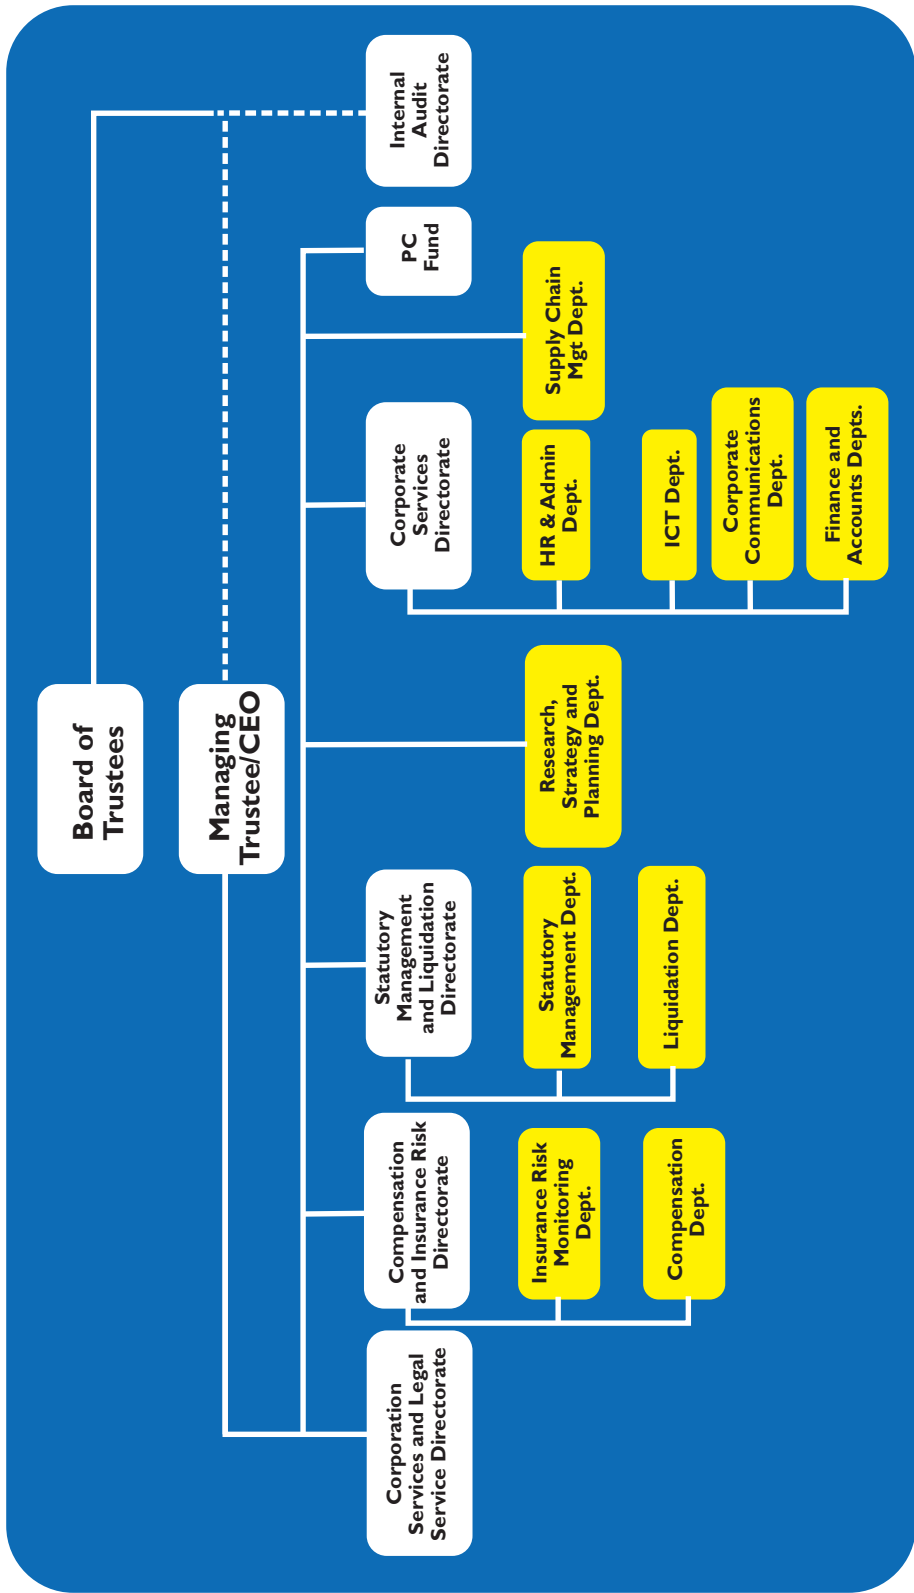 Board of
Trustees
Managing
Trustee/CEO
Corporation
Services and Legal
Service Directorate
Compensation
and Insurance Risk
Directorate
Statutory
Management
and Liquidation
Directorate
Corporate
Services
Directorate
PC
Fund
Internal
Audit
Directorate
Insurance Risk
Monitoring
Dept.
Compensation
Dept.
Statutory
Management Dept.
Liquidation Dept.
Research,
Strategy and
Planning Dept.
HR & Admin
Dept.
ICT Dept.
Corporate
Communications
Dept.
Finance and
Accounts Depts.
Supply Chain
Mgt Dept.